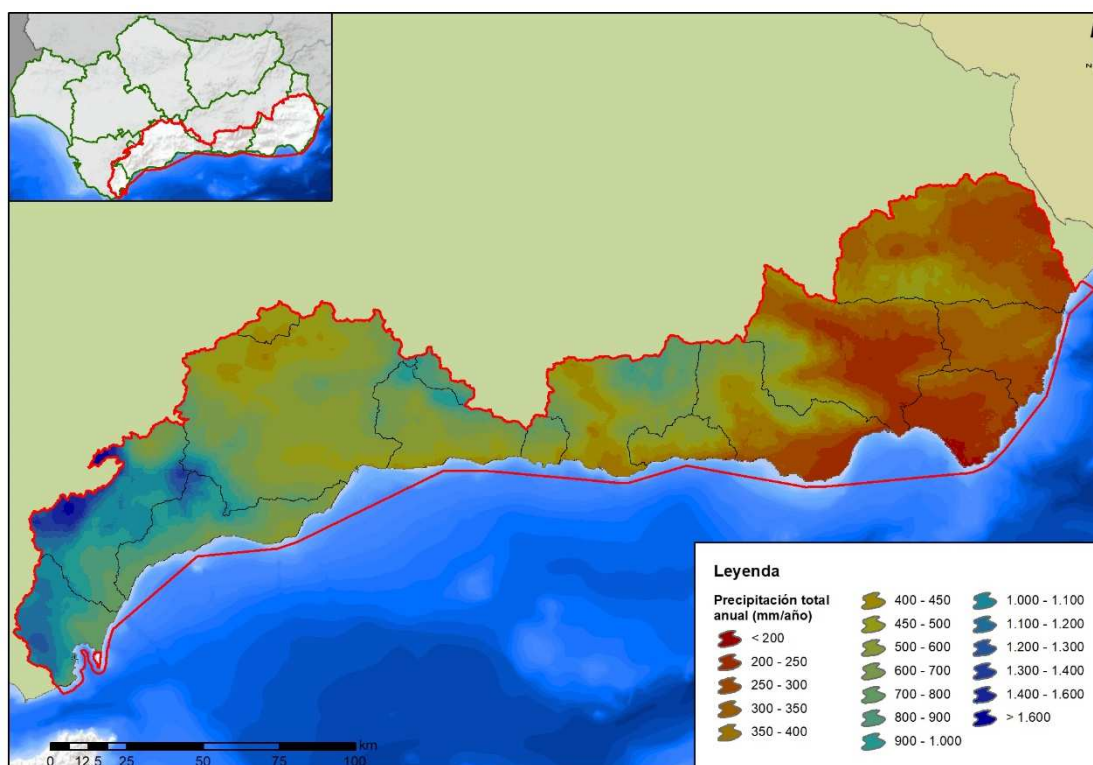 N
Leyenda
Precipitación total
anual (mm/año)
< 200
200 - 250
250 - 300
300 - 350
350 - 400
400 - 450
450 - 500
500 - 600
600 - 700
700 - 800
800 - 900
900 - 1.000
1.000 - 1.100
1.100 - 1.200
1.200 - 1.300
1.300 - 1.400
1.400 - 1.600
> 1.600
km
0 12,5 25 50 75 100